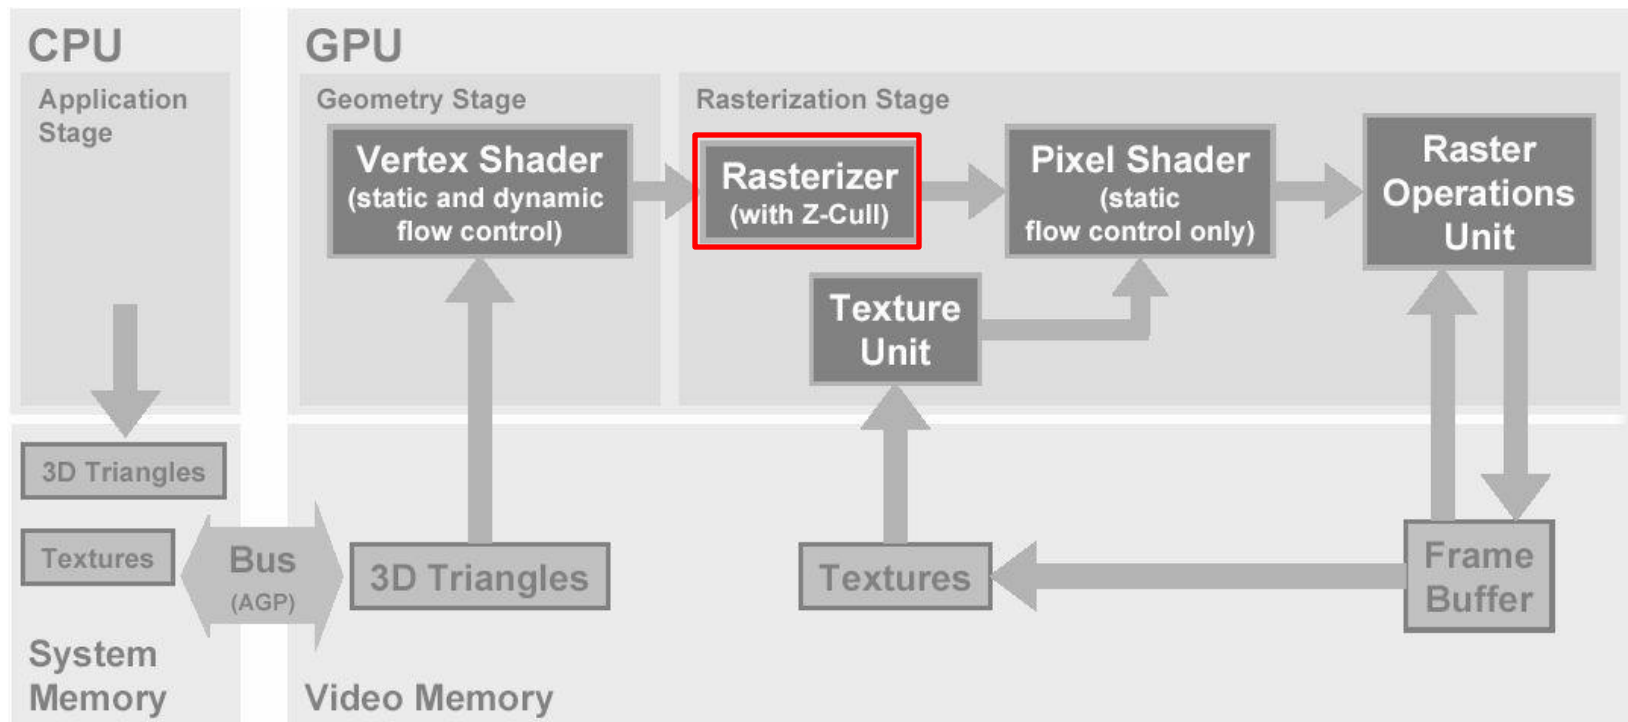 CPU
Application
Stage
GPU
Geometry Stage
Vertex Shader
(static and dynamic
flow control)
Rasterization Stage
Rasterizer
(with Z-Cull)
Pixel Shader
(static
flow control only)
Raster
Operations
Unit
Texture
Unit
3D Triangles
Textures
Bus
(AGP)
3D Triangles
Textures
Frame
Buffer
System
Memory
Video Memory